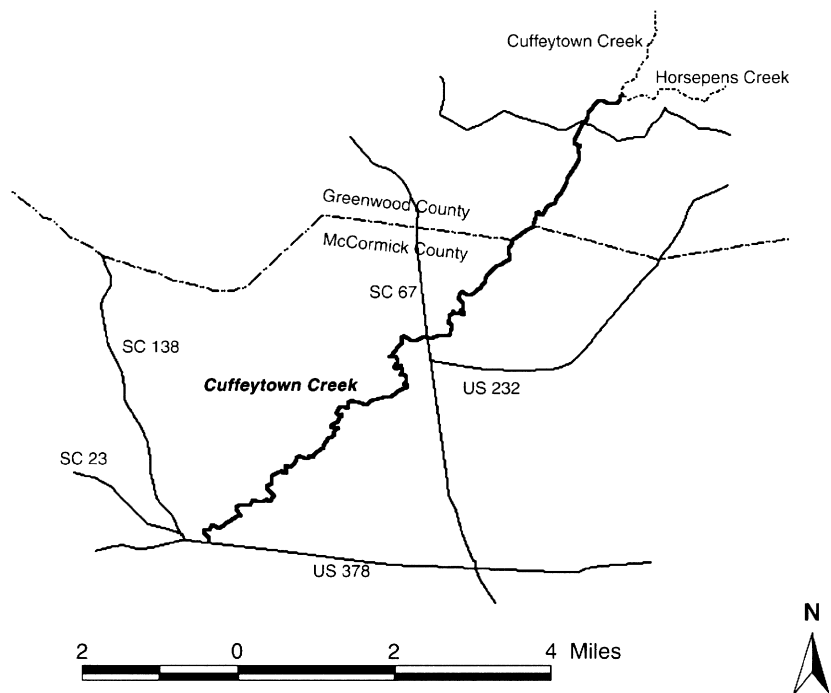 Cuffeytown Creek
Horsepens Creek
Greenwood County
McCormick County
SC 67
SC 138
Cuffeytown Creek
US 232
SC 23
US 378
N
2 0 2 4 Miles